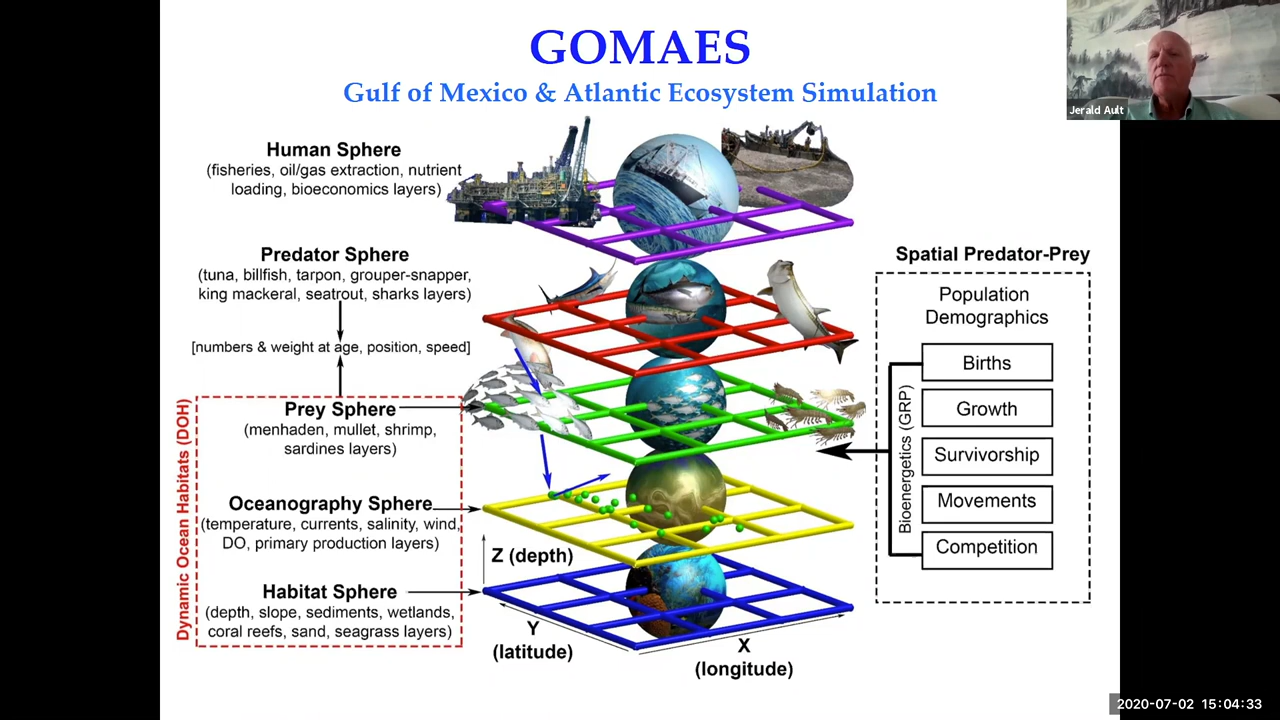 GOMAES
Gulf of Mexico & Atlantic Ecosystem Simulation
Jerald Ault
Human Sphere
(fisheries, oil/gas extraction, nutrient
loading, bioeconomics layers)
Predator Sphere
(tuna, billfish, tarpon, grouper-snapper,
king mackeral, seatrout, sharks layers)
[numbers & weight at age, position, speed]
Dynamic Ocean Habitats (DOH)
Prey Sphere
(menhaden, mullet, shrimp,
sardines layers)
Oceanography Sphere
(temperature, currents, salinity, wind,
DO, primary production layers)
Habitat Sphere
(depth, slope, sediments, wetlands,
coral reefs, sand, seagrass layers)
Z (depth)
Y
(latitude)
X
(longitude)
Spatial Predator-Prey
Population
Demographics
Bioenergetics (GRP)
Births
Growth
Survivorship
Movements
Competition
2020-07-02 15:04:33